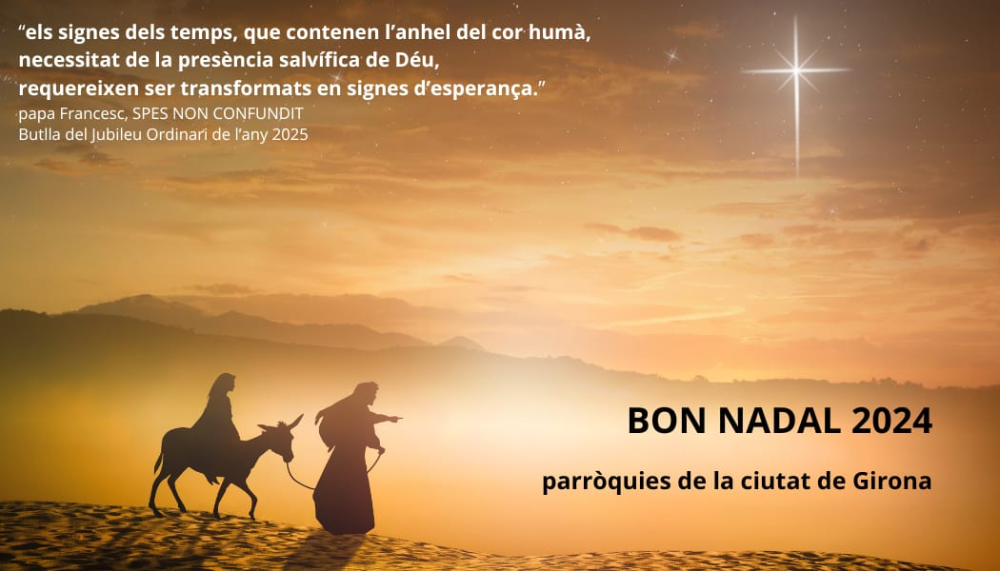 “els signes dels temps, que contenen l’anhel del cor humà,
necessitat de la presència salvífica de Déu,
requereixen ser transformats en signes d’esperança.”
papa Francesc, SPES NON CONFUNDIT
Butlla del Jubileu Ordinari de l’any 2025
BON NADAL 2024
parròquies de la ciutat de Girona